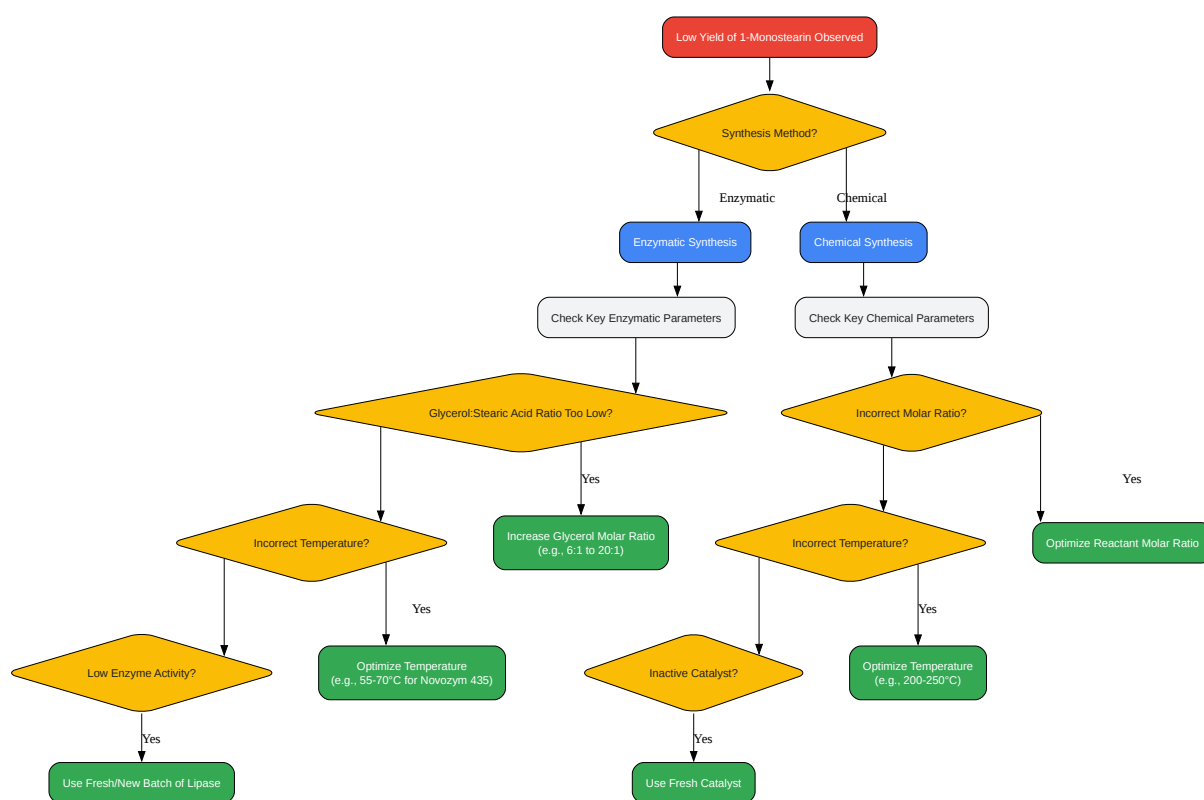 Low Yield of 1-Monostearin Observed
Synthesis Method?
Enzymatic
Chemical
Enzymatic Synthesis
Chemical Synthesis
Check Key Enzymatic Parameters
Check Key Chemical Parameters
Glycerol:Stearic Acid Ratio Too Low?
Incorrect Molar Ratio?
Yes
Yes
Incorrect Temperature?
Increase Glycerol Molar Ratio
(e.g., 6:1 to 20:1)
Incorrect Temperature?
Optimize Reactant Molar Ratio
Yes
Yes
Low Enzyme Activity?
Optimize Temperature
(e.g., 55-70°C for Novozym 435)
Inactive Catalyst?
Optimize Temperature
(e.g., 200-250°C)
Yes
Yes
Use Fresh/New Batch of Lipase
Use Fresh Catalyst